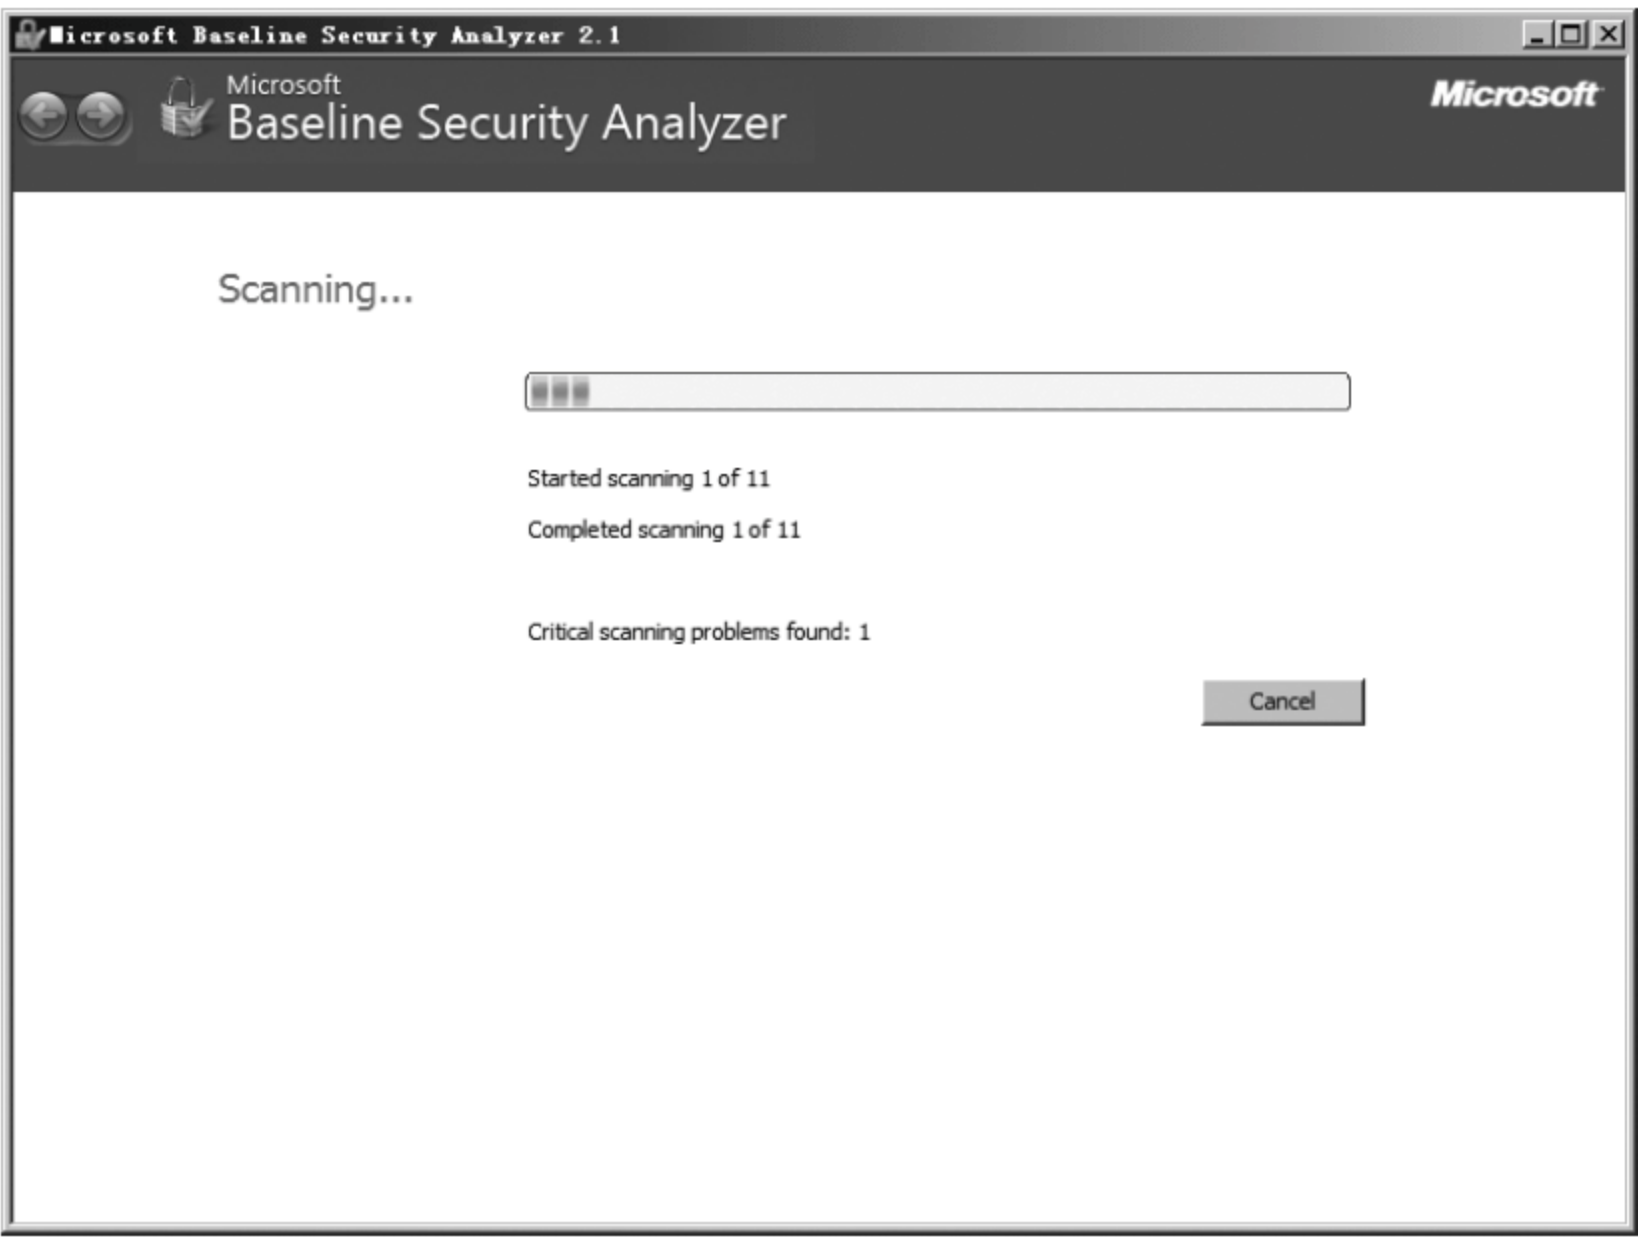 Microsoft Baseline Security Analyzer 2.1
Microsoft
Baseline Security Analyzer
Microsoft
Scanning...
Started scanning 1 of 11
Completed scanning 1 of 11
Critical scanning problems found: 1
Cancel